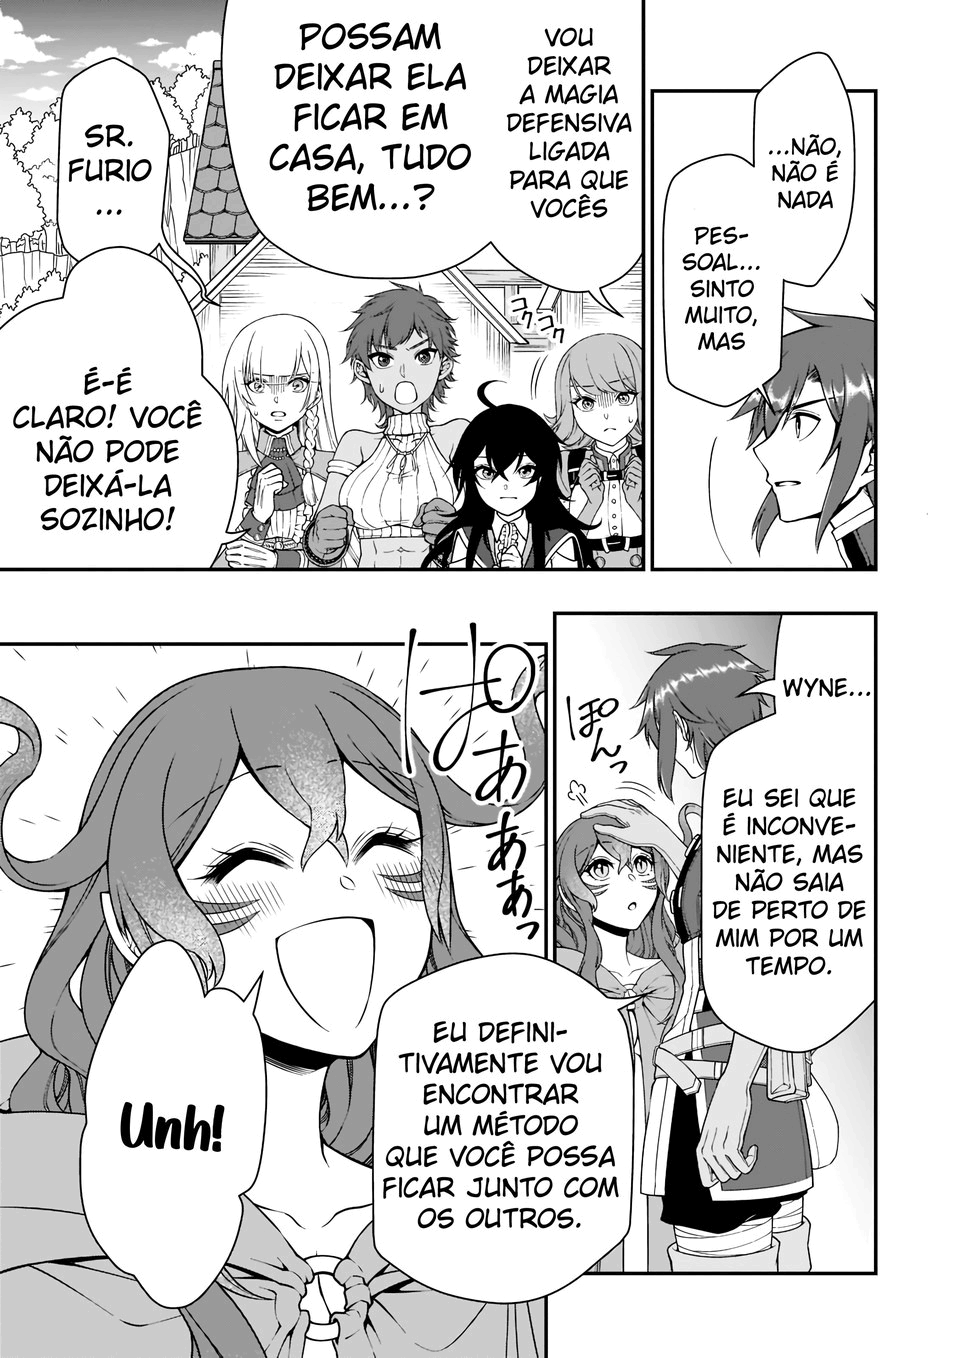 ...NÃO,
NÃO É
NADA
PES-
SOAL...
SINTO
MUITO,
MAS
VOU
DEIXAR
A MAGIA
DEFENSIVA
LIGADA
PARA QUE
VOCÊS
POSSAM
DEIXAR ELA
FICAR EM
CASA, TUDO
BEM...?
コクコク
SR.
FURIO
...
É-É
CLARO! VOCÊ
NÃO PODE
DEIXÁ-LA
SOZINHO!
WYNE...
ぽんっ
EU SEI QUE
É INCONVE-
NIENTE, MAS
NÃO SAIA
DE PERTO DE
MIM POR UM
TEMPO.
EU DEFINI-
TIVAMENTE VOU
ENCONTRAR
UM MÉTODO
QUE VOCÊ POSSA
FICAR JUNTO COM
OS OUTROS.
ぱあああっ
Unh!